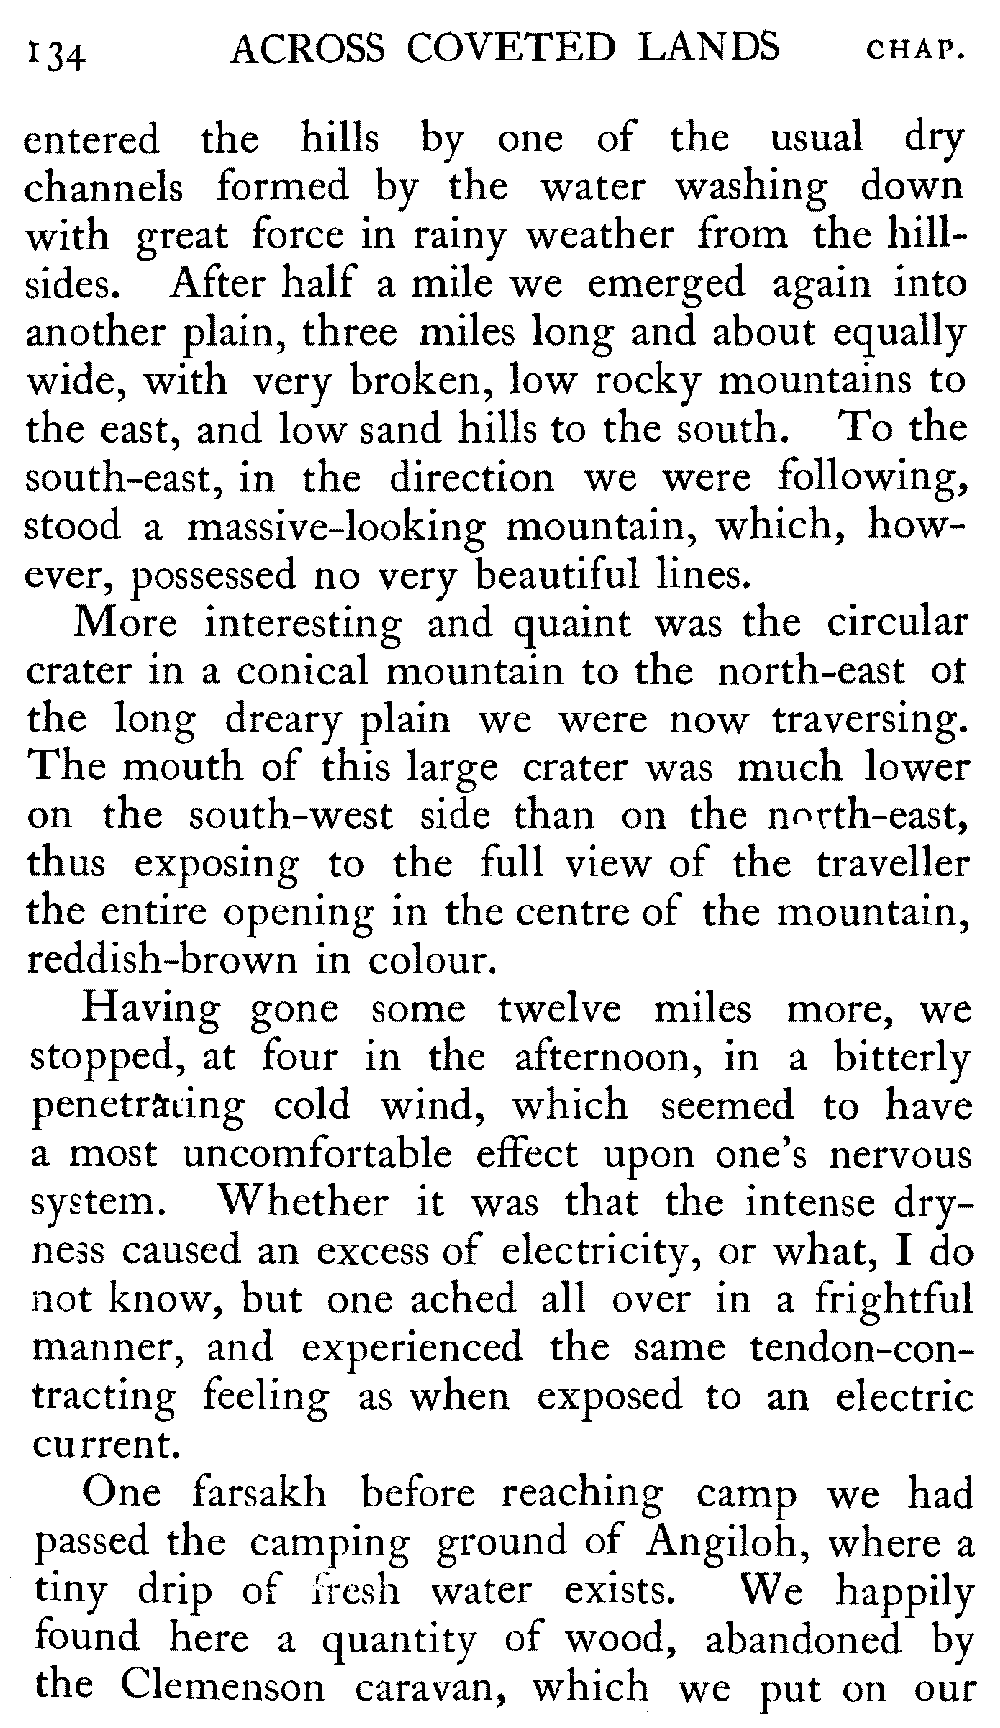 134 ACROSS COVETED LANDS CHAP.
entered the hills by one of the usual dry
channels formed by the water washing down
with great force in rainy weather from the hill-
sides. After half a mile we emerged again into
another plain, three miles long and about equally
wide, with very broken, low rocky mountains to
the east, and low sand hills to the south. To the
south-east, in the direction we were following,
stood a massive-looking mountain, which, how-
ever, possessed no very beautiful lines.
More interesting and quaint was the circular
crater in a conical mountain to the north-east of
the long dreary plain we were now traversing.
The mouth of this large crater was much lower
on the south-west side than on the north-east,
thus exposing to the full view of the traveller
the entire opening in the centre of the mountain,
reddish-brown in colour.
Having gone some twelve miles more, we
stopped, at four in the afternoon, in a bitterly
penetrating cold wind, which seemed to have
a most uncomfortable effect upon one's nervous
system. Whether it was that the intense dry-
ness caused an excess of electricity, or what, I do
not know, but one ached all over in a frightful
manner, and experienced the same tendon-con-
tracting feeling as when exposed to an electric
current.
One farsakh before reaching camp we had
passed the camping ground of Angiloh, where a
tiny drip of fresh water exists. We happily
found here a quantity of wood, abandoned by
the Clemenson caravan, which we put on our